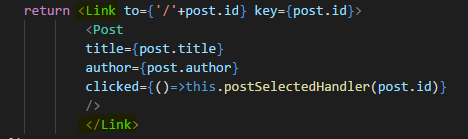 return <Link to={'/'+post.id} key={post.id}>
<Post
title={post.title}
author={post.author}
clicked={()=>this.postSelectedHandler(post.id)}
/>
</Link>